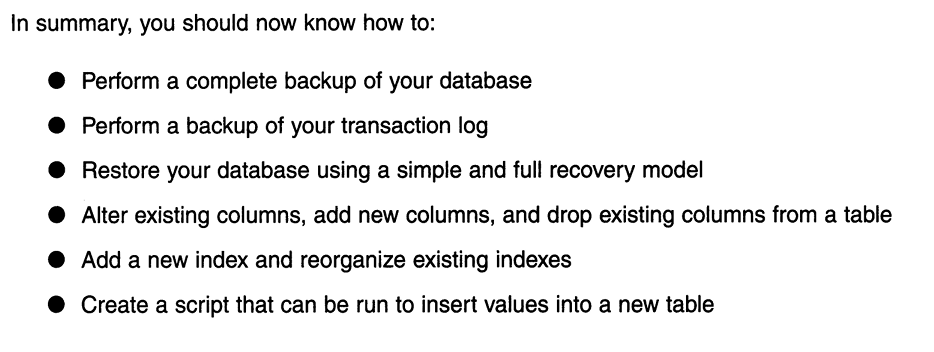 In summary, you should now know how to:
● Perform a complete backup of your database
● Perform a backup of your transaction log
● Restore your database using a simple and full recovery model
● Alter existing columns, add new columns, and drop existing columns from a table
● Add a new index and reorganize existing indexes
● Create a script that can be run to insert values into a new table